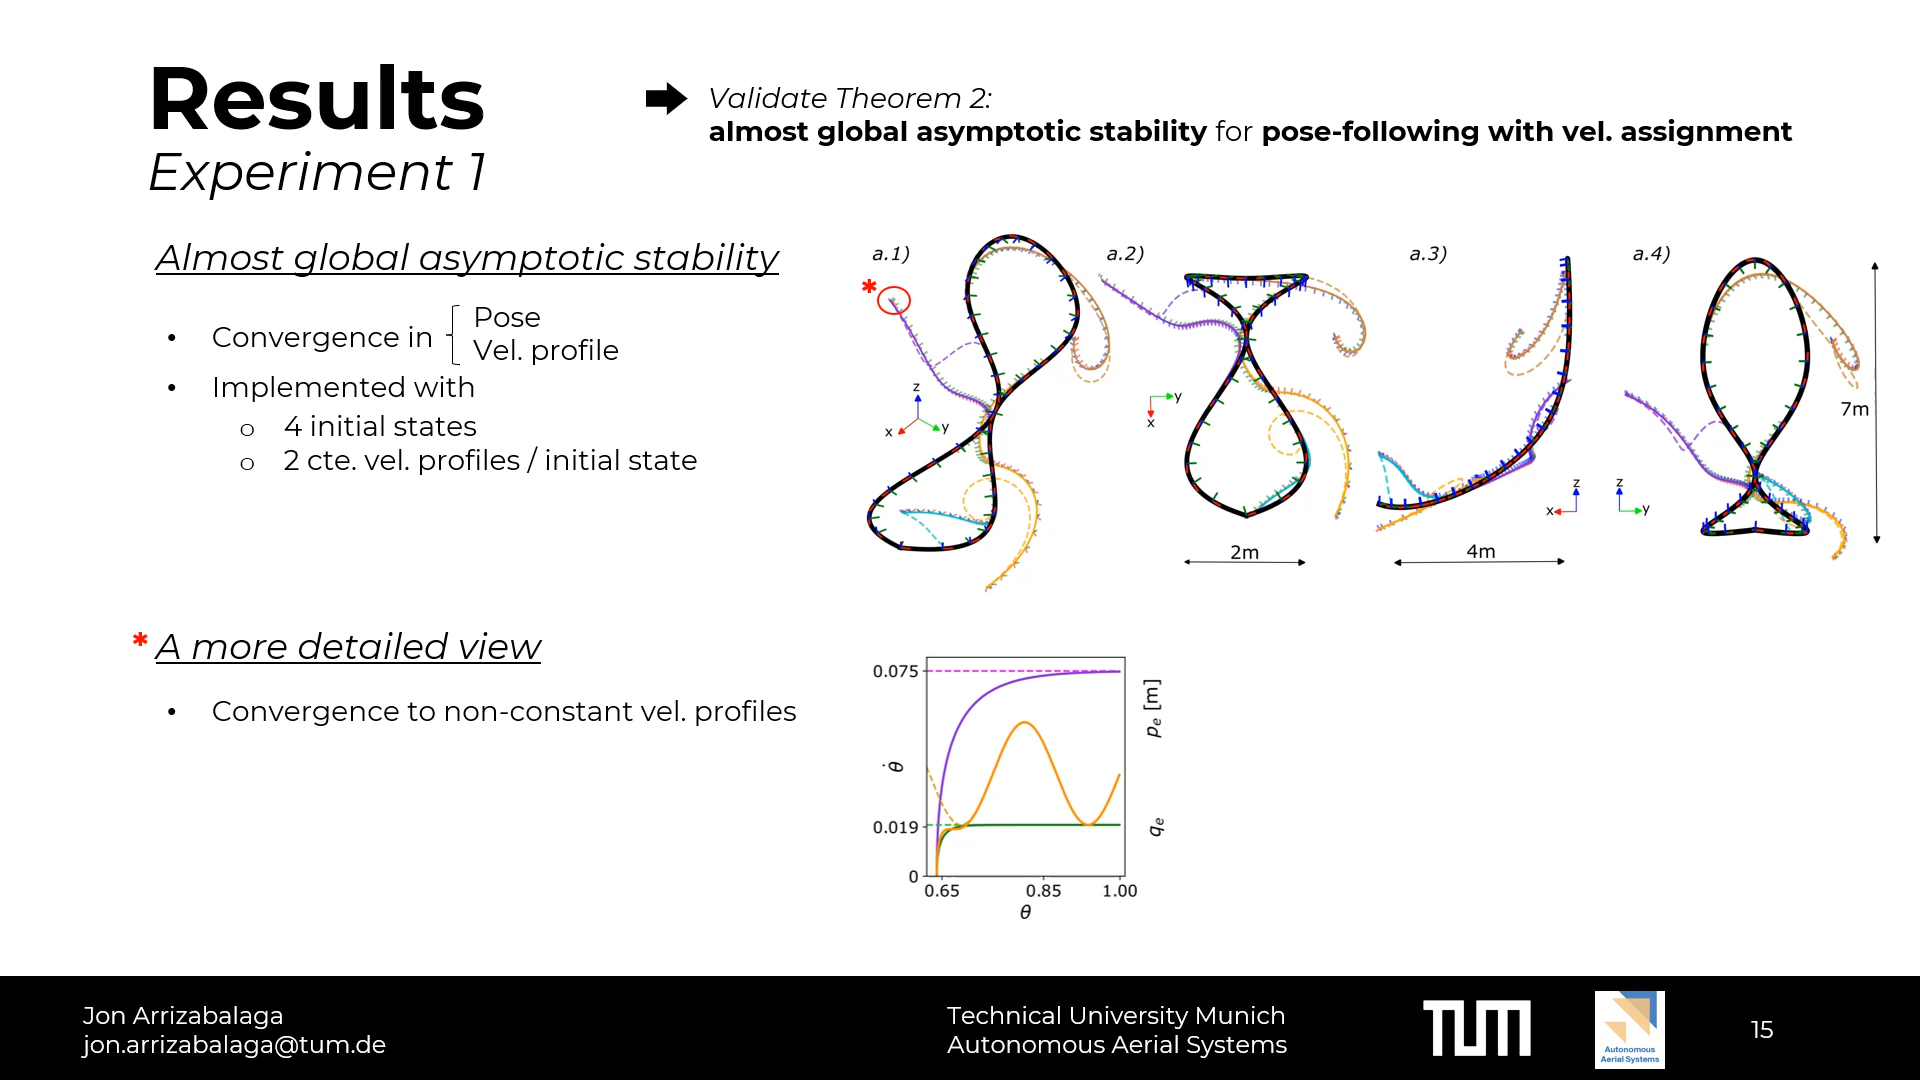 Results
Experiment 1
Validate Theorem 2:
almost global asymptotic stability for pose-following with vel. assignment
Almost global asymptotic stability
• Convergence in
Pose
Vel. profile
• Implemented with
o 4 initial states
o 2 cte. vel. profiles / initial state
a.1)
*
z
x
y
a.2)
y
x
2m
a.3)
z
x
4m
a.4)
z
y
7m
* A more detailed view
• Convergence to non-constant vel. profiles
0.075
0.019
0
θ̇
0.65
0.85
1.00
θ
pₑ [m]
qₑ
Jon Arrizabalaga
jon.arrizabalaga@tum.de
Technical University Munich
Autonomous Aerial Systems
TUM
Autonomous
Aerial Systems
15